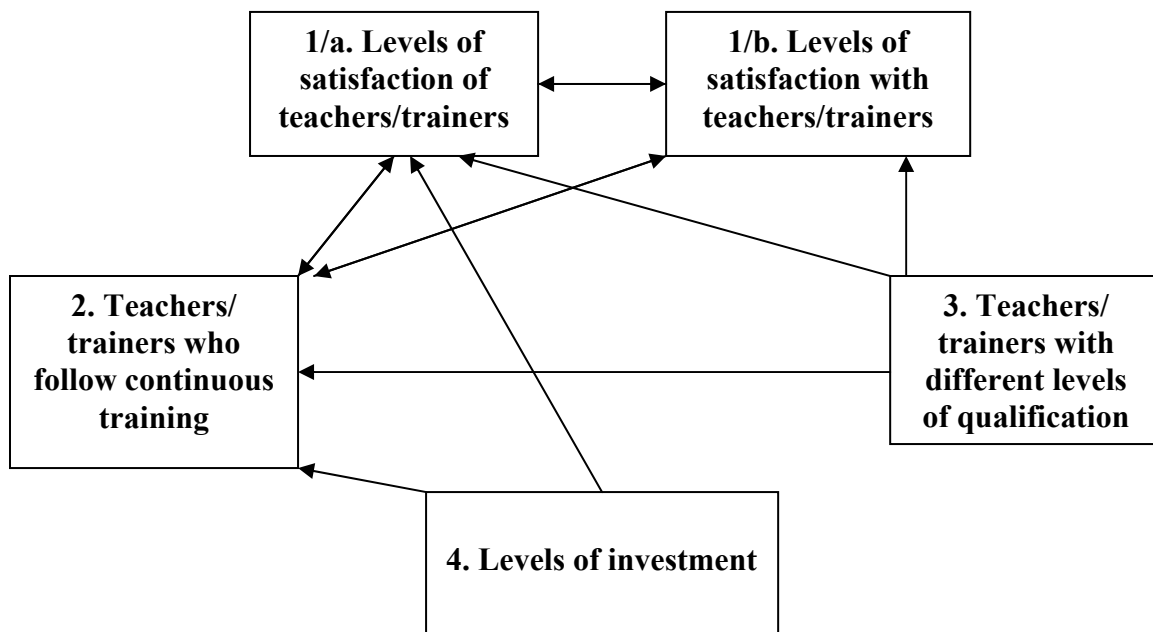 1/a. Levels of
satisfaction of
teachers/trainers
1/b. Levels of
satisfaction with
teachers/trainers
2. Teachers/
trainers who
follow continuous
training
3. Teachers/
trainers with
different levels
of qualification
4. Levels of investment